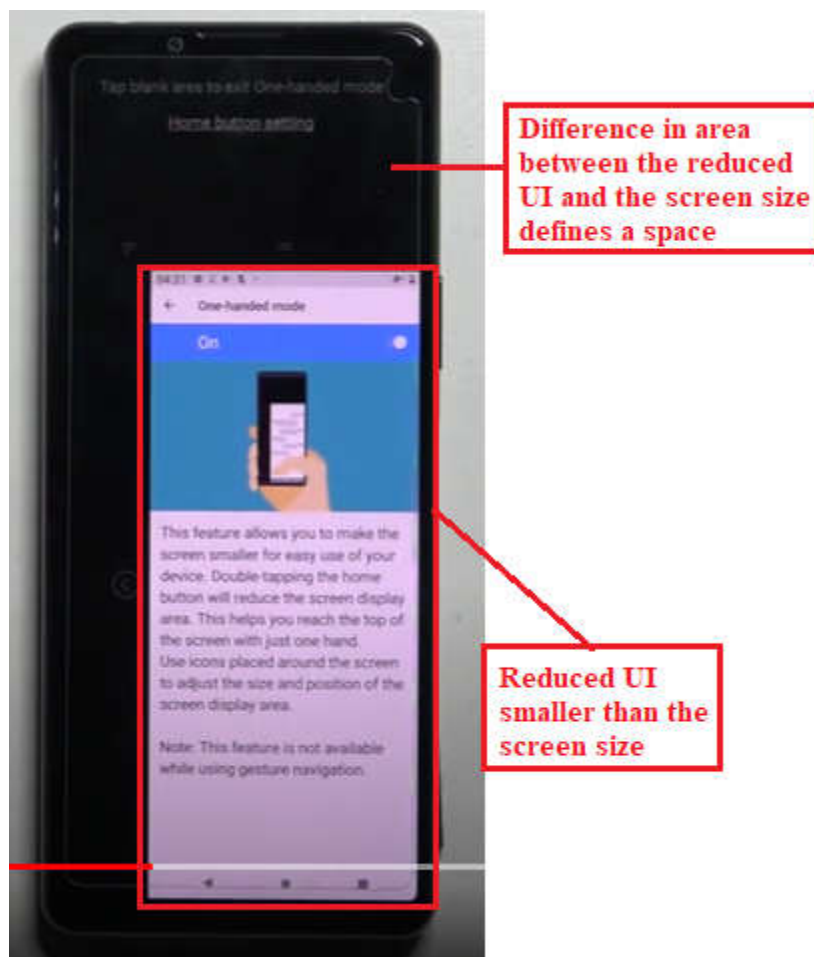 Tap blank area to exit One-handed mode
Home button setting
Difference in area
between the reduced
UI and the screen size
defines a space
04:31
One-handed mode
On
This feature allows you to make the
screen smaller for easy use of your
device. Double-tapping the home
button will reduce the screen display
area. This helps you reach the top of
the screen with just one hand.
Use icons placed around the screen
to adjust the size and position of the
screen display area.
Note: This feature is not available
while using gesture navigation.
Reduced UI
smaller than the
screen size